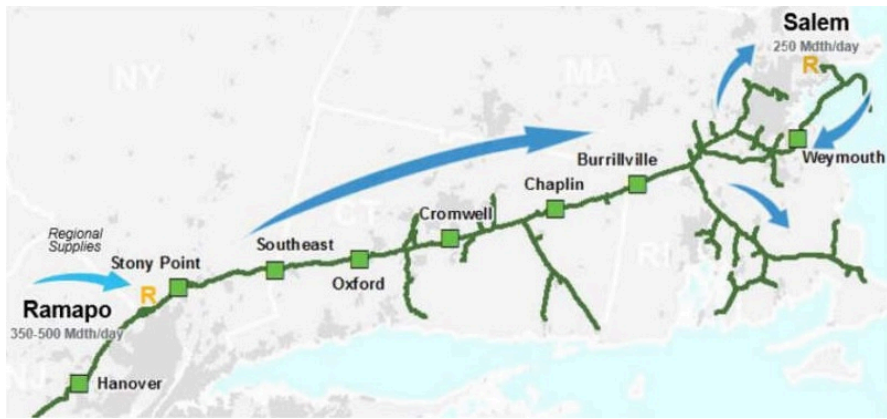 Salem
250 Mdth/day
R
NY
MA
Weymouth
Burrillville
Chaplin
CT
Cromwell
RI
Regional
Supplies
Southeast
Stony Point
Oxford
R
Ramapo
350-500 Mdth/day
NJ
Hanover